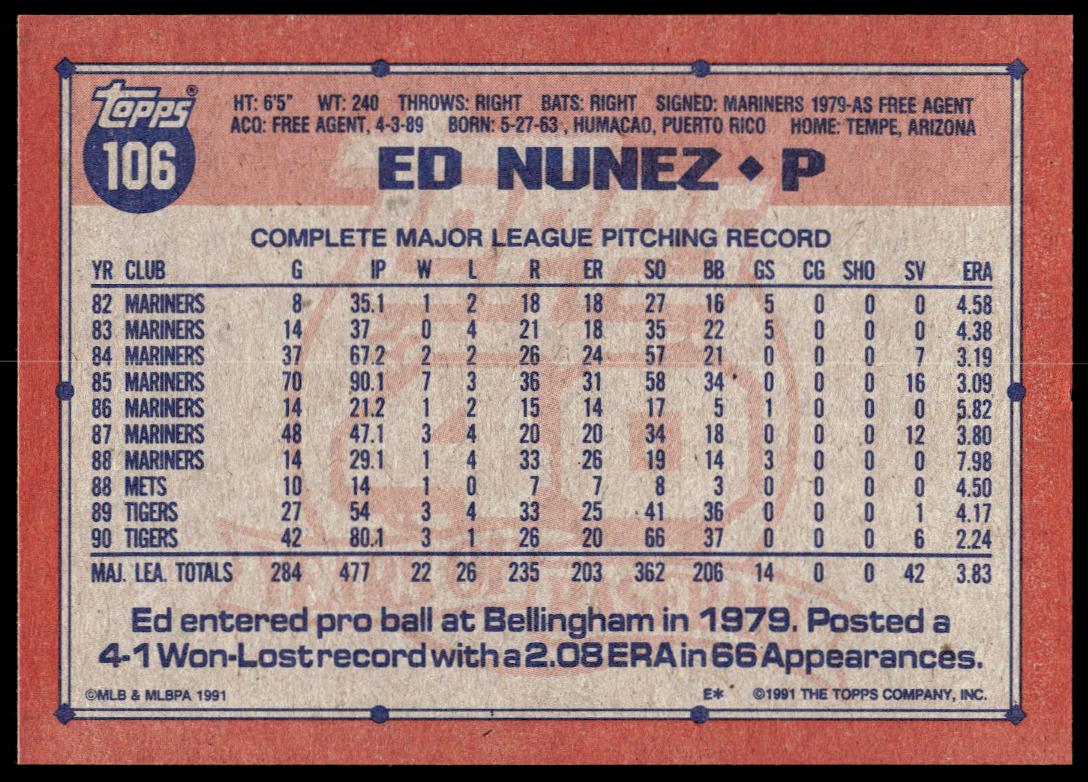 topps®
106
HT: 6'5" WT: 240 THROWS: RIGHT BATS: RIGHT SIGNED: MARINERS 1979-AS FREE AGENT
ACQ: FREE AGENT, 4-3-89 BORN: 5-27-63, HUMACAO, PUERTO RICO HOME: TEMPE, ARIZONA
ED NUNEZ ◆ P
COMPLETE MAJOR LEAGUE PITCHING RECORD
YR CLUB G IP W L R ER SO BB GS CG SHO SV ERA
82 MARINERS 8 35.1 1 2 18 18 27 16 5 0 0 0 4.58
83 MARINERS 14 37 0 4 21 18 35 22 5 0 0 0 4.38
84 MARINERS 37 67.2 2 2 26 24 57 21 0 0 0 7 3.19
85 MARINERS 70 90.1 7 3 36 31 58 34 0 0 0 16 3.09
86 MARINERS 14 21.2 1 2 15 14 17 5 1 0 0 0 5.82
87 MARINERS 48 47.1 3 4 20 20 34 18 0 0 0 12 3.80
88 MARINERS 14 29.1 1 4 33 26 19 14 3 0 0 0 7.98
88 METS 10 14 1 0 7 7 8 3 0 0 0 0 4.50
89 TIGERS 27 54 3 4 33 25 41 36 0 0 0 1 4.17
90 TIGERS 42 80.1 3 1 26 20 66 37 0 0 0 6 2.24
MAJ. LEA. TOTALS 284 477 22 26 235 203 362 206 14 0 0 42 3.83
Ed entered pro ball at Bellingham in 1979. Posted a
4-1 Won-Lost record with a 2.08 ERA in 66 Appearances.
©MLB & MLBPA 1991 E* ©1991 THE TOPPS COMPANY, INC.